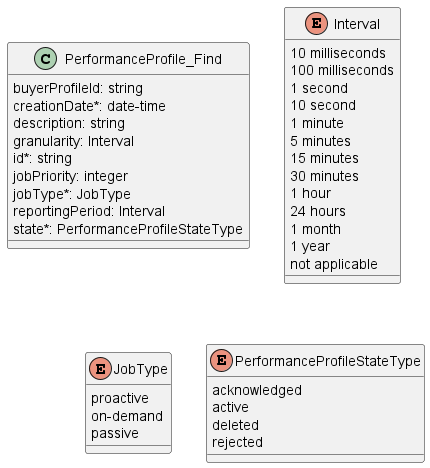 C PerformanceProfile_Find
buyerProfileId: string
creationDate*: date-time
description: string
granularity: Interval
id*: string
jobPriority: integer
jobType*: JobType
reportingPeriod: Interval
state*: PerformanceProfileStateType
E Interval
10 milliseconds
100 milliseconds
1 second
10 second
1 minute
5 minutes
15 minutes
30 minutes
1 hour
24 hours
1 month
1 year
not applicable
E JobType
proactive
on-demand
passive
E PerformanceProfileStateType
acknowledged
active
deleted
rejected